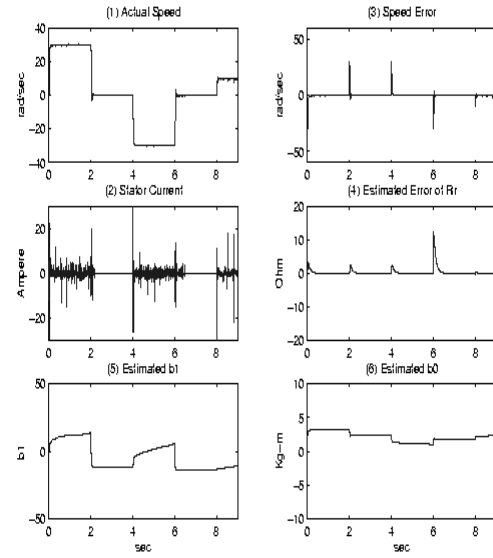 (1) Actual Speed
(3) Speed Error
40
20
0
−20
−40
rad/sec
0 2 4 6 8
50
0
−50
rad/sec
0 2 4 6 8
(2) Stator Current
(4) Estimated Error of Rr
20
0
−20
Ampere
0 2 4 6 8
20
15
10
5
0
−10
Ohm
0 2 4 6 8
(5) Estimated b1
(6) Estimated b0
50
0
−50
b1
0 2 4 6 8
sec
10
5
0
−5
−10
Kg−m
0 2 4 6 8
sec